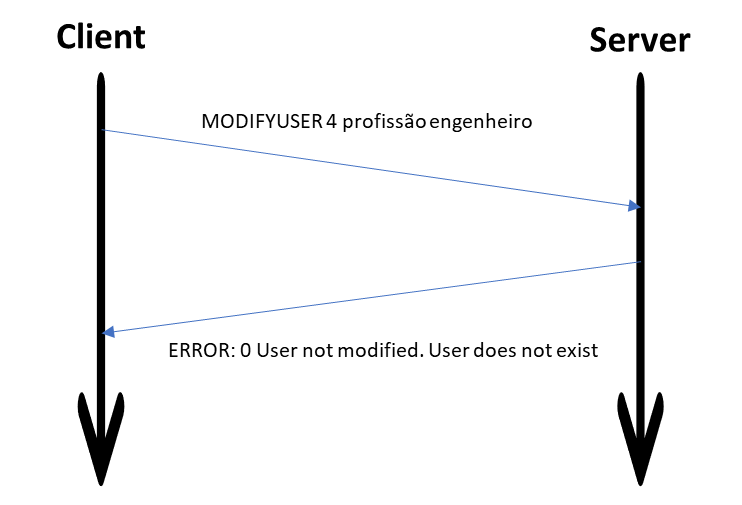 Client
Server
MODIFYUSER 4 profissão engenheiro
ERROR: 0 User not modified. User does not exist